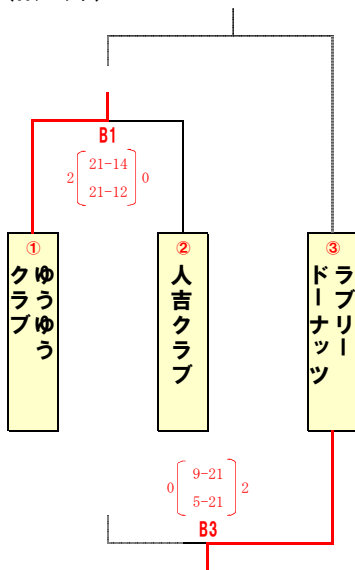 B1
2 21-14 0
21-12
①
ゆうゆう
クラブ
②
人吉クラブ
③
ラブリー
ドーナッツ
0 9-21 2
5-21
B3